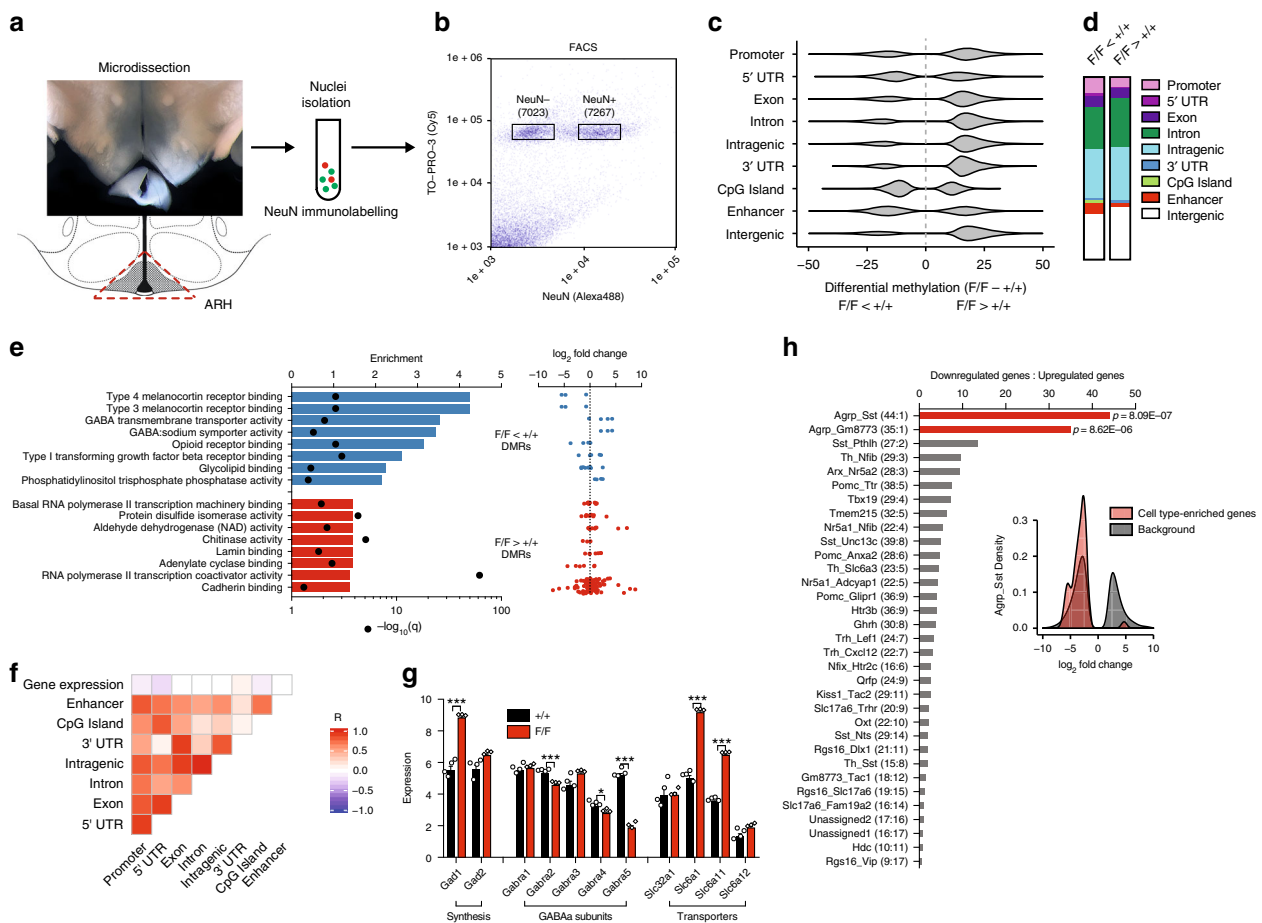 a
Microdissection
Nuclei
isolation
NeuN immunolabelling
ARH
b
FACS
TO–PRO–3 (Cy5)
1e + 06
1e + 05
1e + 04
1e + 03
NeuN–
(7023)
NeuN+
(7267)
1e + 03
1e + 04
1e + 05
NeuN (Alexa488)
c
Promoter
5′ UTR
Exon
Intron
Intragenic
3′ UTR
CpG Island
Enhancer
Intergenic
−50 −25 0 25 50
Differential methylation (F/F − +/+)
F/F < +/+ F/F > +/+
d
F/F < +/+
F/F > +/+
Promoter
5′ UTR
Exon
Intron
Intragenic
3′ UTR
CpG Island
Enhancer
Intergenic
e
Enrichment
0 1 2 3 4 5
Type 4 melanocortin receptor binding
Type 3 melanocortin receptor binding
GABA transmembrane transporter activity
GABA:sodium symporter activity
Opioid receptor binding
Type I transforming growth factor beta receptor binding
Glycolipid binding
Phosphatidylinositol trisphosphate phosphatase activity
Basal RNA polymerase II transcription machinery binding
Protein disulfide isomerase activity
Aldehyde dehydrogenase (NAD) activity
Chitinase activity
Lamin binding
Adenylate cyclase binding
RNA polymerase II transcription coactivator activity
Cadherin binding
1 10 100
−log10(q)
log2 fold change
−10 −5 0 5 10
F/F < +/+
DMRs
F/F > +/+
DMRs
f
Gene expression
Enhancer
CpG Island
3' UTR
Intragenic
Intron
Exon
5' UTR
Promoter
5' UTR
Exon
Intron
Intragenic
3' UTR
CpG Island
Enhancer
R
1.0
0.5
0.0
−0.5
−1.0
g
Expression
10
8
6
4
2
0
+/+
F/F
***
***
*
***
***
***
Gad1
Gad2
Gabra1
Gabra2
Gabra3
Gabra4
Gabra5
Slc32a1
Slc6a1
Slc6a11
Slc6a12
Synthesis
GABAa subunits
Transporters
h
Downregulated genes : Upregulated genes
0 10 20 30 40 50
Agrp_Sst (44:1)
p = 8.09E–07
Agrp_Gm8773 (35:1)
p = 8.62E–06
Sst_Pthlh (27:2)
Th_Nfib (29:3)
Arx_Nr5a2 (28:3)
Pomc_Ttr (38:5)
Tbx19 (29:4)
Tmem215 (32:5)
Nr5a1_Nfib (22:4)
Sst_Unc13c (39:8)
Pomc_Anxa2 (28:6)
Th_Slc6a3 (23:5)
Nr5a1_Adcyap1 (22:5)
Pomc_Glipr1 (36:9)
Htr3b (36:9)
Ghrh (30:8)
Trh_Lef1 (24:7)
Trh_Cxcl12 (22:7)
Nfix_Htr2c (16:6)
Qrfp (24:9)
Kiss1_Tac2 (29:11)
Slc17a6_Trhr (20:9)
Oxt (22:10)
Sst_Nts (29:14)
Rgs16_Dlx1 (21:11)
Th_Sst (15:8)
Gm8773_Tac1 (18:12)
Rgs16_Slc17a6 (19:15)
Slc17a6_Fam19a2 (16:14)
Unassigned2 (17:16)
Unassigned1 (16:17)
Hdc (10:11)
Rgs16_Vip (9:17)
Agrp_Sst Density
0.3
0.2
0.1
0.0
−10 −5 0 5 10
log2 fold change
Cell type-enriched genes
Background